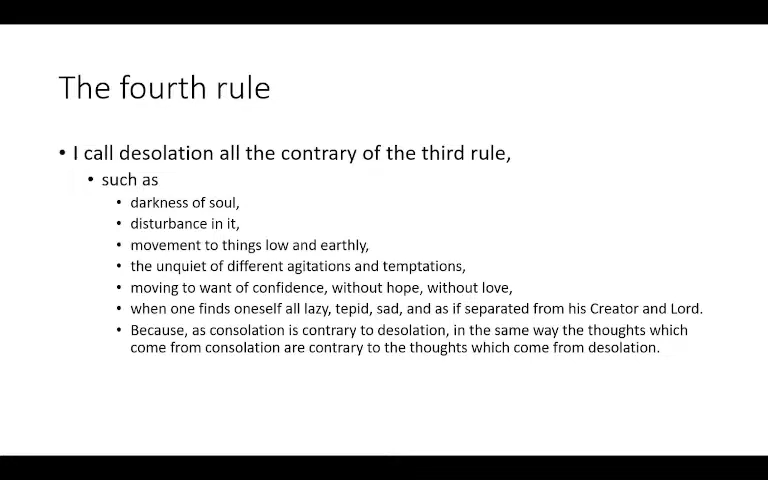 The fourth rule
• I call desolation all the contrary of the third rule,
• such as
• darkness of soul,
• disturbance in it,
• movement to things low and earthly,
• the unquiet of different agitations and temptations,
• moving to want of confidence, without hope, without love,
• when one finds oneself all lazy, tepid, sad, and as if separated from his Creator and Lord.
• Because, as consolation is contrary to desolation, in the same way the thoughts which
come from consolation are contrary to the thoughts which come from desolation.